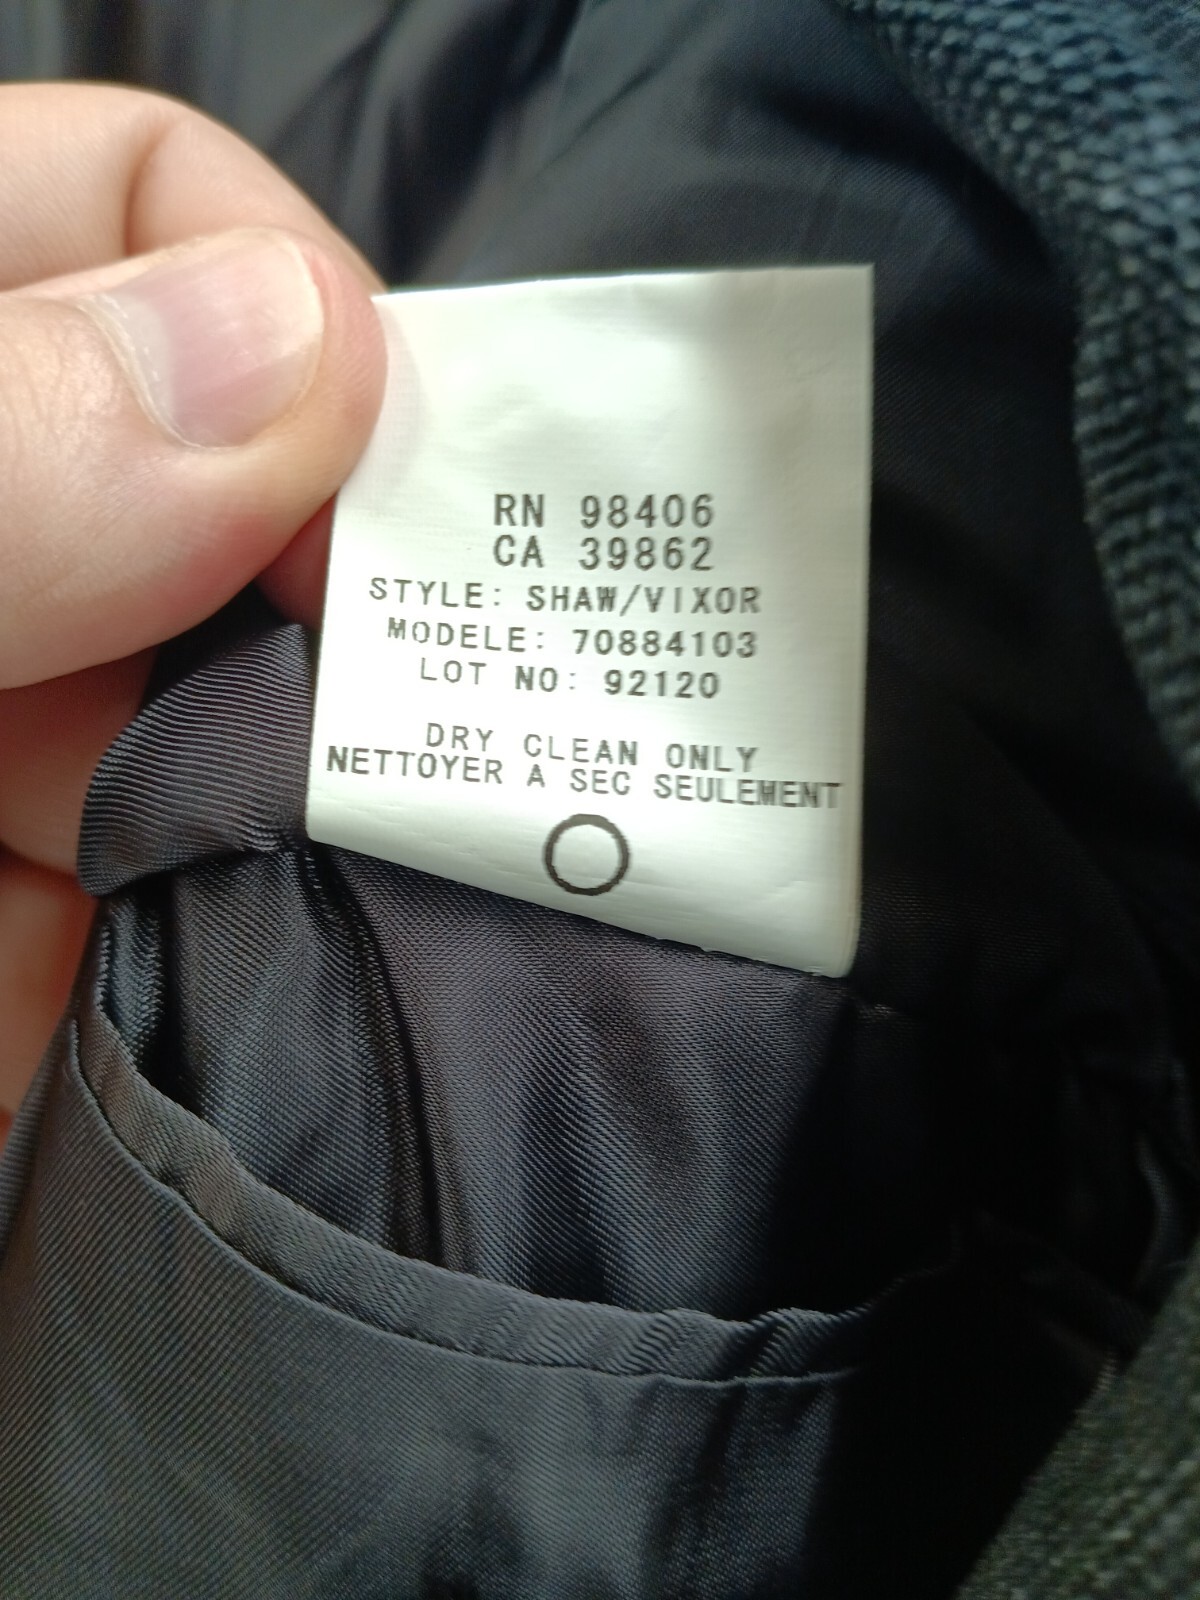 RN 98406
CA 39862
STYLE: SHAW/VIXOR
MODELE: 70884103
LOT NO: 92120
DRY CLEAN ONLY
NETTOYER A SEC SEULEMENT